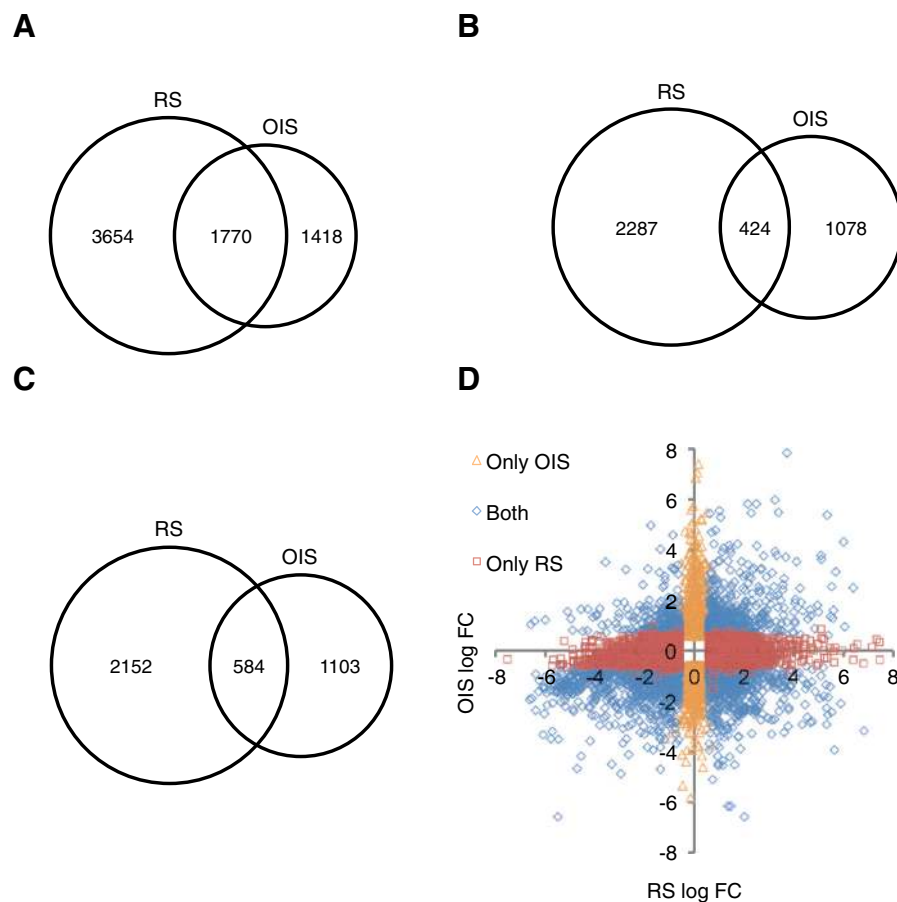 A
RS
OIS
3654
1770
1418
B
RS
OIS
2287
424
1078
C
RS
OIS
2152
584
1103
D
Only OIS
Both
Only RS
8
6
4
2
0
-2
-4
-6
-8
-8 -6 -4 -2 0 2 4 6 8
OIS log FC
RS log FC